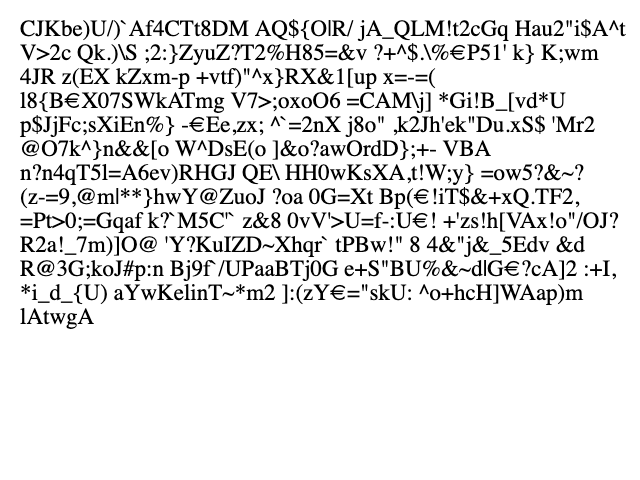 CJKbe)U/)`Af4CTt8DM AQ${O|R/ jA_QLM!t2cGq Hau2"i$A^t
V>2c Qk.)\S ;2:}ZyuZ?T2%H85=&v ?+^$.\%€P51' k} K;wm
4JR z(EX kZxm-p +vtf)"^x}RX&1[up x=-=(
l8{B€X07SWkATmg V7>;oxoO6 =CAM\j] *Gi!B_[vd*U
p$JjFc;sXiEn%} -€Ee,zx; ^`=2nX j8o" ,k2Jh'ek"Du.xS$ 'Mr2
@O7k^}n&&[o W^DsE(o ]&o?awOrdD};+- VBA
n?n4qT5l=A6ev)RHGJ QE\ HH0wKsXA,t!W;y} =ow5?&~?
(z-=9,@ml**}hwY@ZuoJ ?oa 0G=Xt Bp(€!iT$&+xQ.TF2,
=Pt>0;=Gqaf k?`M5C'` z&8 0vV'>U=f-:U€! +'zs!h[VAx!o"/OJ?
R2a!_7m)]O@ 'Y?KuIZD~Xhqr` tPBw!" 8 4&"j&_5Edv &d
R@3G;koJ#p:n Bj9f`/UPaaBTj0G e+S"BU%&~d|G€?cA]2 :+I,
*i_d_{U) aYwKelinT~*m2 ]:(zY€="skU: ^o+hcH]WAap)m
lAtwgA